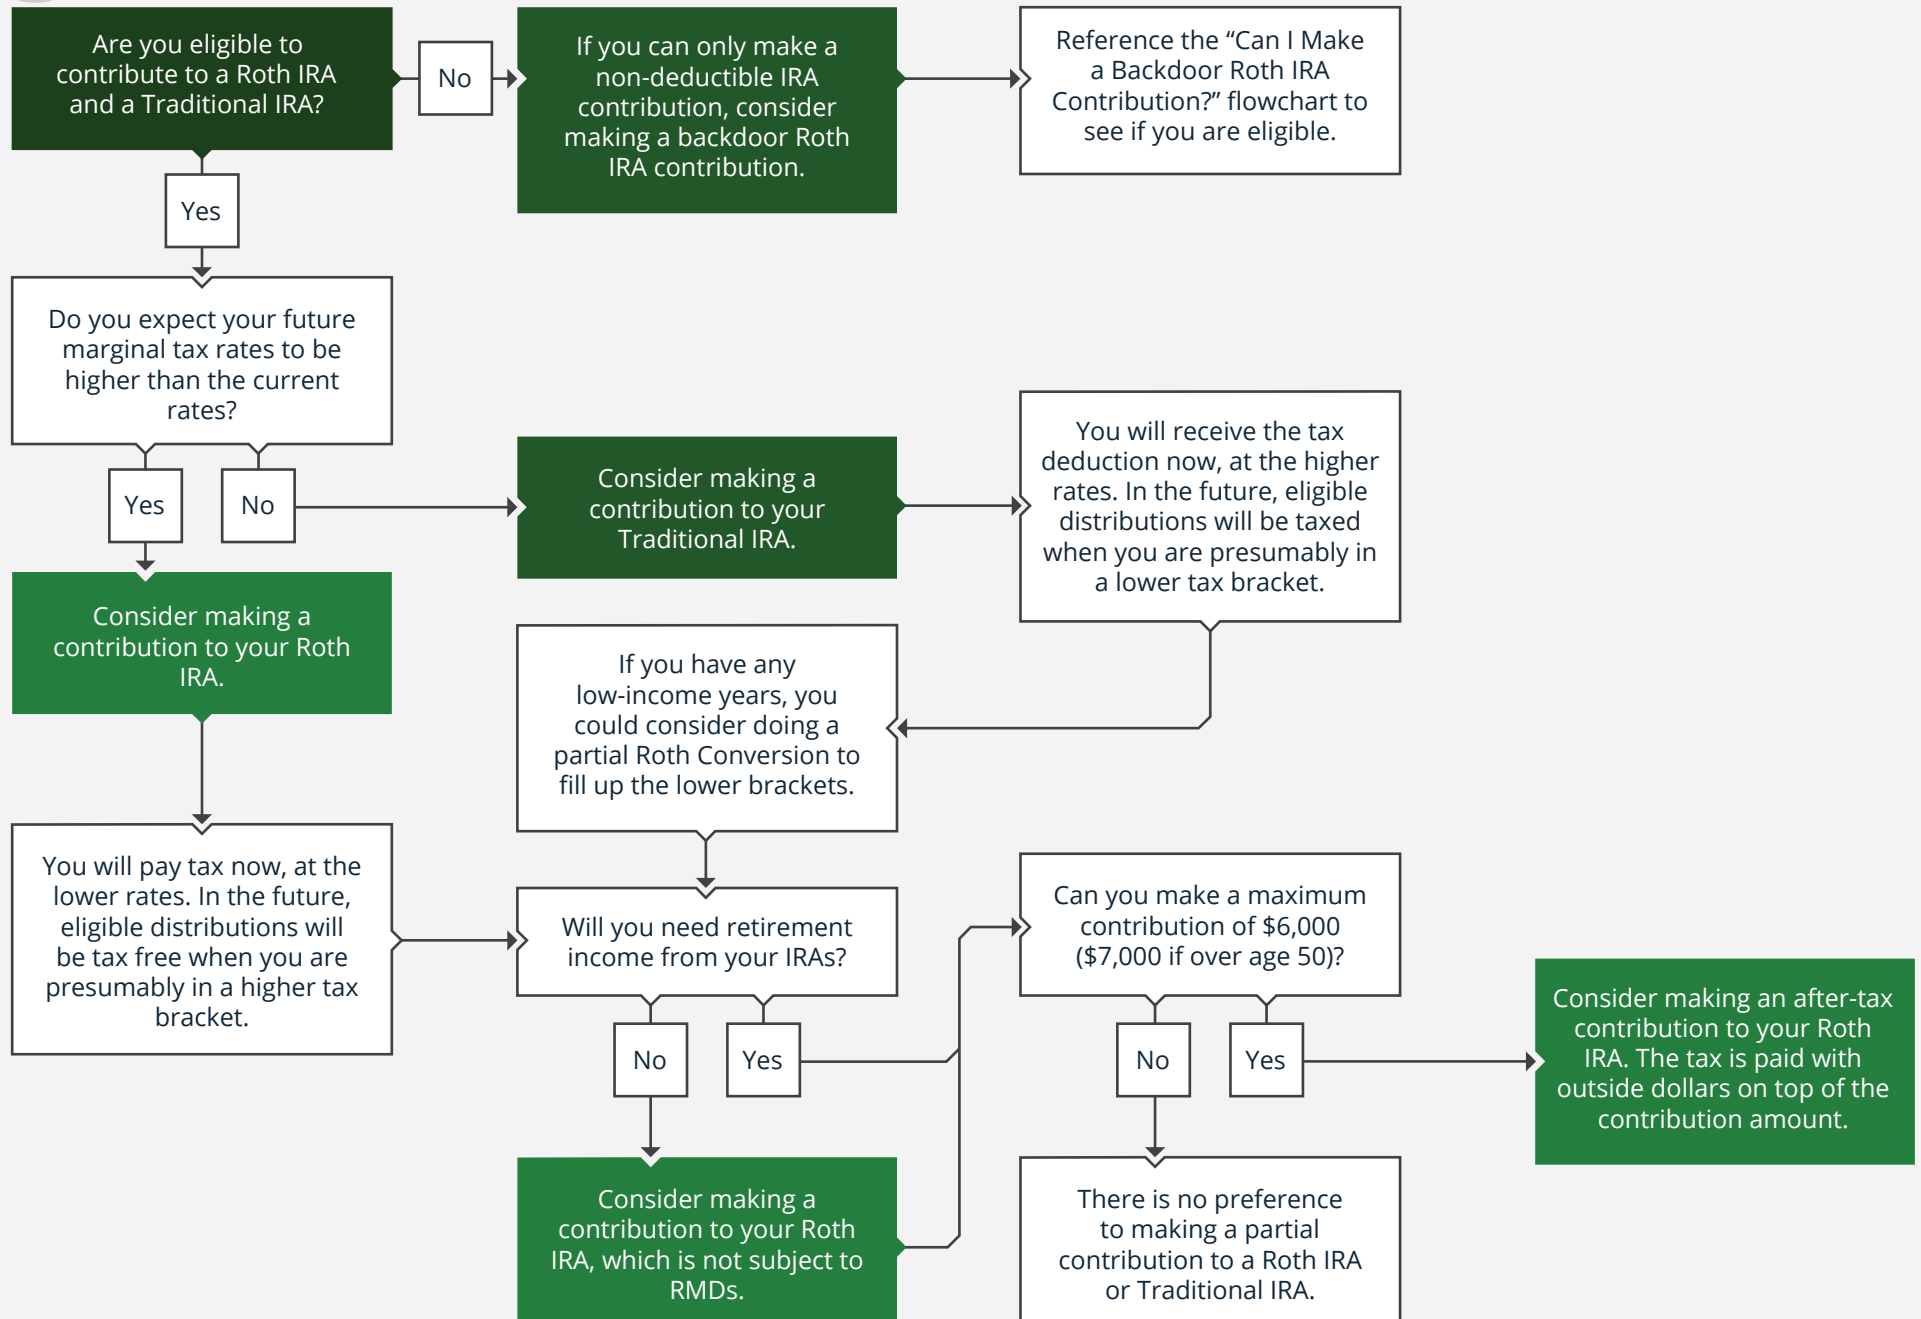 Are you eligible to
contribute to a Roth IRA
and a Traditional IRA?
No
If you can only make a
non-deductible IRA
contribution, consider
making a backdoor Roth
IRA contribution.
Reference the “Can I Make
a Backdoor Roth IRA
Contribution?” flowchart to
see if you are eligible.
Yes
Do you expect your future
marginal tax rates to be
higher than the current
rates?
Yes
No
Consider making a
contribution to your
Traditional IRA.
You will receive the tax
deduction now, at the higher
rates. In the future, eligible
distributions will be taxed
when you are presumably in
a lower tax bracket.
Consider making a
contribution to your Roth
IRA.
If you have any
low-income years, you
could consider doing a
partial Roth Conversion to
fill up the lower brackets.
You will pay tax now, at the
lower rates. In the future,
eligible distributions will
be tax free when you are
presumably in a higher tax
bracket.
Will you need retirement
income from your IRAs?
No
Yes
Can you make a maximum
contribution of $6,000
($7,000 if over age 50)?
No
Yes
Consider making an after-tax
contribution to your Roth
IRA. The tax is paid with
outside dollars on top of the
contribution amount.
Consider making a
contribution to your Roth
IRA, which is not subject to
RMDs.
There is no preference
to making a partial
contribution to a Roth IRA
or Traditional IRA.